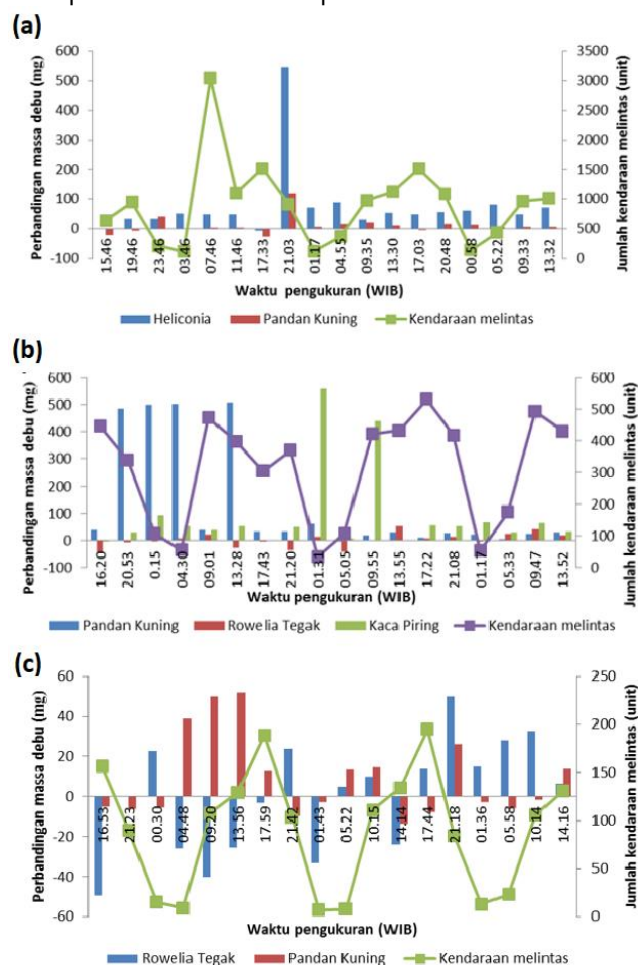 (a)
Perbandingan massa debu (mg)
600
500
400
300
200
100
0
-100
3500
3000
2500
2000
1500
1000
500
0
Jumlah kendaraan melintas (unit)
15.46 19.46 23.46 03.46 07.46 11.46 17.33 21.03 01.17 04.55 09.35 13.30 17.03 20.48 00.58 05.22 09.33 13.32
Waktu pengukuran (WIB)
Heliconia Pandan Kuning Kendaraan melintas
(b)
Perbandingan massa debu (mg)
600
500
400
300
200
100
0
-100
600
500
400
300
200
100
0
Jumlah kendaraan melintas (unit)
16.20 20.53 0.15 04.30 09.01 13.28 17.43 21.20 01.31 05.05 09.55 13.55 17.22 21.08 01.17 05.33 09.47 13.52
Waktu pengukuran (WIB)
Pandan Kuning Rowelia Tegak Kaca Piring Kendaraan melintas
(c)
Perbandingan massa debu (mg)
60
40
20
0
-20
-40
-60
250
200
150
100
50
0
Jumlah kendaraan melintas (unit)
16.53 21.23 00.30 04.48 09.20 13.56 17.59 21.42 01.43 05.22 10.15 14.14 17.44 21.18 01.36 05.58 10.14 14.16
Waktu pengukuran (WIB)
Rowelia Tegak Pandan Kuning Kendaraan melintas